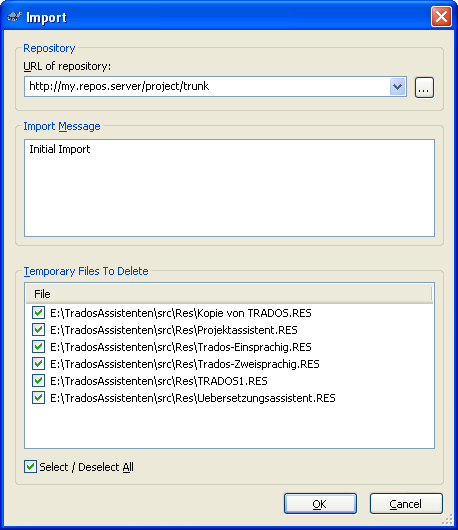 Import
Repository
URL of repository:
http://my.repos.server/project/trunk
...
Import Message
Initial Import
Temporary Files To Delete
File
E:\TradosAssistenten\src\Res\Kopie von TRADOS.RES
E:\TradosAssistenten\src\Res\Projektassistent.RES
E:\TradosAssistenten\src\Res\Trados-Einsprachig.RES
E:\TradosAssistenten\src\Res\Trados-Zweisprachig.RES
E:\TradosAssistenten\src\Res\TRADOS1.RES
E:\TradosAssistenten\src\Res\Uebersetzungsassistent.RES
Select / Deselect All
OK Cancel